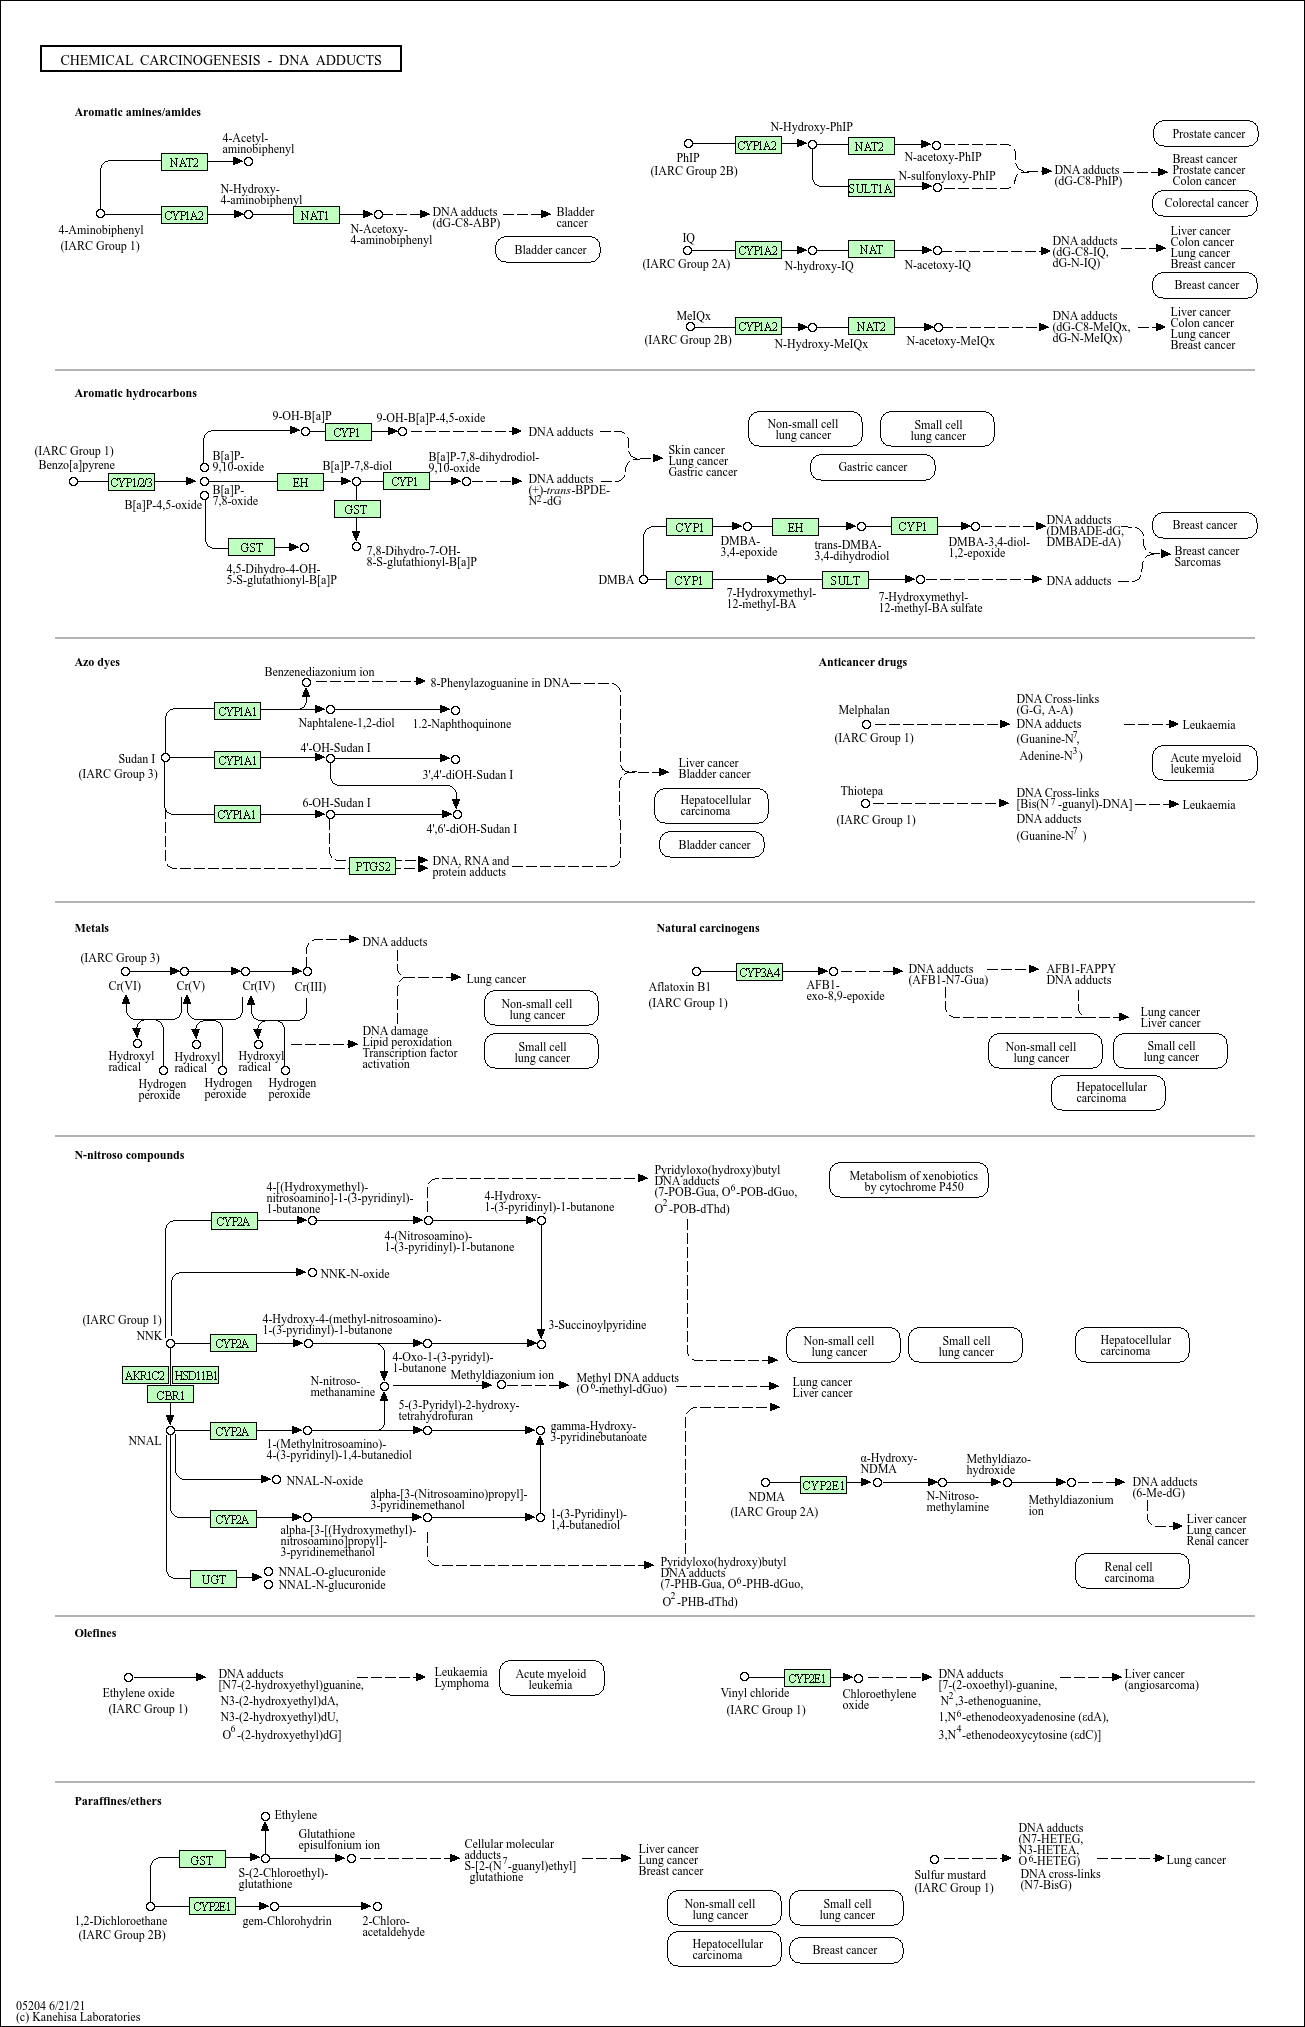 CHEMICAL CARCINOGENESIS - DNA ADDUCTS
Aromatic amines/amides
4-Acetyl-
aminobiphenyl
NAT2
N-Hydroxy-
4-aminobiphenyl
CYP1A2
NAT1
4-Aminobiphenyl
(IARC Group 1)
N-Acetoxy-
4-aminobiphenyl
DNA adducts
(dG-C8-ABP)
Bladder
cancer
Bladder cancer
N-Hydroxy-PhIP
CYP1A2
NAT2
PhIP
(IARC Group 2B)
N-acetoxy-PhIP
N-sulfonyloxy-PhIP
SULT1A
DNA adducts
(dG-C8-PhIP)
Prostate cancer
Breast cancer
Prostate cancer
Colon cancer
Colorectal cancer
IQ
(IARC Group 2A)
CYP1A2
N-hydroxy-IQ
NAT
N-acetoxy-IQ
DNA adducts
(dG-C8-IQ,
dG-N-IQ)
Liver cancer
Colon cancer
Lung cancer
Breast cancer
Breast cancer
MeIQx
(IARC Group 2B)
CYP1A2
N-Hydroxy-MeIQx
NAT2
N-acetoxy-MeIQx
DNA adducts
(dG-C8-MeIQx,
dG-N-MeIQx)
Liver cancer
Colon cancer
Lung cancer
Breast cancer
Aromatic hydrocarbons
9-OH-B[a]P
CYP1
9-OH-B[a]P-4,5-oxide
DNA adducts
(IARC Group 1)
Benzo[a]pyrene
CYP1/2/3
B[a]P-
9,10-oxide
B[a]P-
7,8-oxide
B[a]P-4,5-oxide
EH
B[a]P-7,8-diol
CYP1
B[a]P-7,8-dihydrodiol-
9,10-oxide
DNA adducts
(+)-trans-BPDE-
N2-dG
GST
GST
4,5-Dihydro-4-OH-
5-S-glutathionyl-B[a]P
7,8-Dihydro-7-OH-
8-S-glutathionyl-B[a]P
Skin cancer
Lung cancer
Gastric cancer
Non-small cell
lung cancer
Small cell
lung cancer
Gastric cancer
DMBA
CYP1
DMBA-
3,4-epoxide
EH
trans-DMBA-
3,4-dihydrodiol
CYP1
DMBA-3,4-diol-
1,2-epoxide
DNA adducts
(DMBADE-dG,
DMBADE-dA)
CYP1
7-Hydroxymethyl-
12-methyl-BA
SULT
7-Hydroxymethyl-
12-methyl-BA sulfate
DNA adducts
Breast cancer
Breast cancer
Sarcomas
Azo dyes
Benzenediazonium ion
8-Phenylazoguanine in DNA
CYP1A1
Naphtalene-1,2-diol
1.2-Naphthoquinone
Sudan I
(IARC Group 3)
CYP1A1
4'-OH-Sudan I
3',4'-diOH-Sudan I
CYP1A1
6-OH-Sudan I
4',6'-diOH-Sudan I
PTGS2
DNA, RNA and
protein adducts
Liver cancer
Bladder cancer
Hepatocellular
carcinoma
Bladder cancer
Anticancer drugs
Melphalan
(IARC Group 1)
DNA Cross-links
(G-G, A-A)
DNA adducts
(Guanine-N7,
Adenine-N3)
Leukaemia
Acute myeloid
leukemia
Thiotepa
(IARC Group 1)
DNA Cross-links
[Bis(N7-guanyl)-DNA]
DNA adducts
(Guanine-N7 )
Leukaemia
Metals
(IARC Group 3)
Cr(VI)
Cr(V)
Cr(IV)
Cr(III)
DNA adducts
Hydroxyl
radical
Hydroxyl
radical
Hydroxyl
radical
Hydrogen
peroxide
Hydrogen
peroxide
Hydrogen
peroxide
DNA damage
Lipid peroxidation
Transcription factor
activation
Lung cancer
Non-small cell
lung cancer
Small cell
lung cancer
Natural carcinogens
Aflatoxin B1
(IARC Group 1)
CYP3A4
AFB1-
exo-8,9-epoxide
DNA adducts
(AFB1-N7-Gua)
AFB1-FAPPY
DNA adducts
Lung cancer
Liver cancer
Non-small cell
lung cancer
Small cell
lung cancer
Hepatocellular
carcinoma
N-nitroso compounds
4-[(Hydroxymethyl)-
nitrosoamino]-1-(3-pyridinyl)-
1-butanone
CYP2A
4-(Nitrosoamino)-
1-(3-pyridinyl)-1-butanone
4-Hydroxy-
1-(3-pyridinyl)-1-butanone
Pyridyloxo(hydroxy)butyl
DNA adducts
(7-POB-Gua, O6-POB-dGuo,
O2-POB-dThd)
Metabolism of xenobiotics
by cytochrome P450
NNK-N-oxide
(IARC Group 1)
NNK
CYP2A
4-Hydroxy-4-(methyl-nitrosoamino)-
1-(3-pyridinyl)-1-butanone
4-Oxo-1-(3-pyridyl)-
1-butanone
3-Succinoylpyridine
AKR1C2
HSD11B1
CBR1
N-nitroso-
methanamine
Methyldiazonium ion
Methyl DNA adducts
(O6-methyl-dGuo)
Lung cancer
Liver cancer
Non-small cell
lung cancer
Small cell
lung cancer
Hepatocellular
carcinoma
NNAL
CYP2A
1-(Methylnitrosoamino)-
4-(3-pyridinyl)-1,4-butanediol
5-(3-Pyridyl)-2-hydroxy-
tetrahydrofuran
gamma-Hydroxy-
3-pyridinebutanoate
NNAL-N-oxide
CYP2A
alpha-[3-[(Hydroxymethyl)-
nitrosoamino]propyl]-
3-pyridinemethanol
alpha-[3-(Nitrosoamino)propyl]-
3-pyridinemethanol
1-(3-Pyridinyl)-
1,4-butanediol
UGT
NNAL-O-glucuronide
NNAL-N-glucuronide
Pyridyloxo(hydroxy)butyl
DNA adducts
(7-PHB-Gua, O6-PHB-dGuo,
O2-PHB-dThd)
NDMA
(IARC Group 2A)
CYP2E1
α-Hydroxy-
NDMA
N-Nitroso-
methylamine
Methyldiazo-
hydroxide
Methyldiazonium
ion
DNA adducts
(6-Me-dG)
Liver cancer
Lung cancer
Renal cancer
Renal cell
carcinoma
Olefines
Ethylene oxide
(IARC Group 1)
DNA adducts
[N7-(2-hydroxyethyl)guanine,
N3-(2-hydroxyethyl)dA,
N3-(2-hydroxyethyl)dU,
O6-(2-hydroxyethyl)dG]
Leukaemia
Lymphoma
Acute myeloid
leukemia
Vinyl chloride
(IARC Group 1)
CYP2E1
Chloroethylene
oxide
DNA adducts
[7-(2-oxoethyl)-guanine,
N2,3-ethenoguanine,
1,N6-ethenodeoxyadenosine (εdA),
3,N4-ethenodeoxycytosine (εdC)]
Liver cancer
(angiosarcoma)
Paraffines/ethers
Ethylene
GST
S-(2-Chloroethyl)-
glutathione
Glutathione
episulfonium ion
Cellular molecular
adducts
S-[2-(N7-guanyl)ethyl]
glutathione
Liver cancer
Lung cancer
Breast cancer
1,2-Dichloroethane
(IARC Group 2B)
CYP2E1
gem-Chlorohydrin
2-Chloro-
acetaldehyde
Non-small cell
lung cancer
Small cell
lung cancer
Hepatocellular
carcinoma
Breast cancer
Sulfur mustard
(IARC Group 1)
DNA adducts
(N7-HETEG,
N3-HETEA,
O6-HETEG)
DNA cross-links
(N7-BisG)
Lung cancer
05204 6/21/21
(c) Kanehisa Laboratories